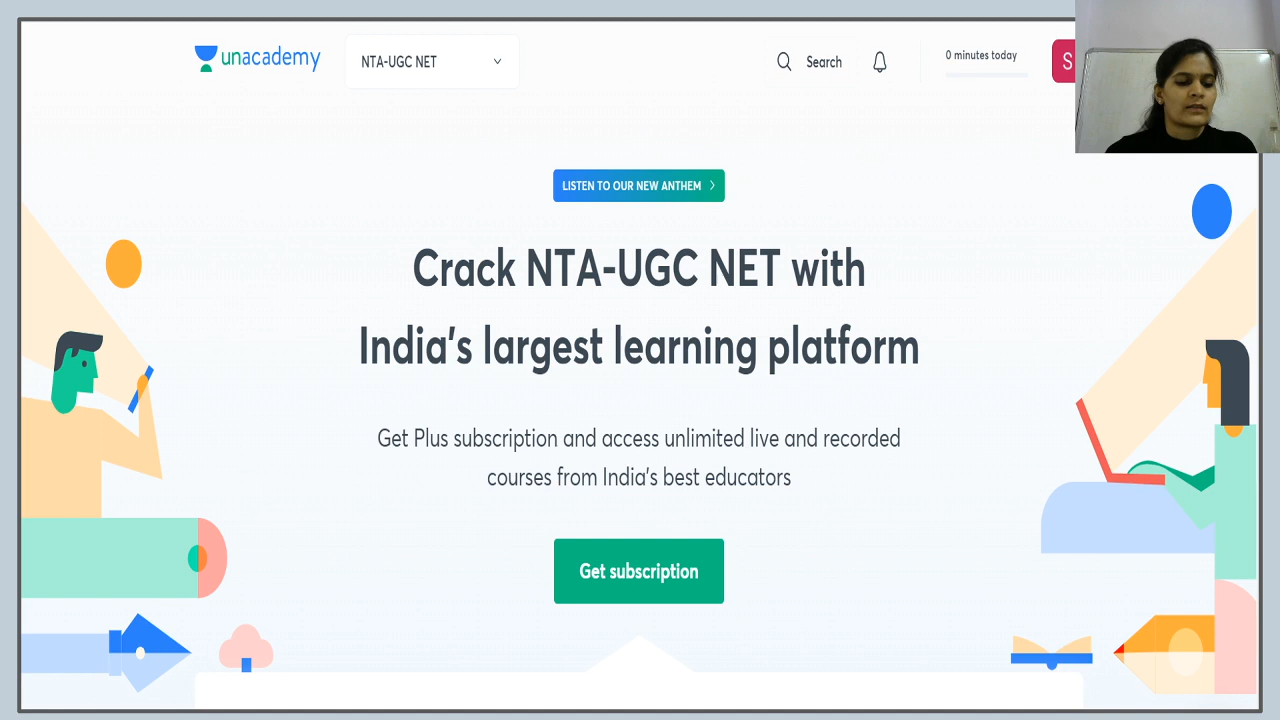 unacademy
NTA-UGC NET
Search
0 minutes today
S
LISTEN TO OUR NEW ANTHEM
Crack NTA-UGC NET with
India's largest learning platform
Get Plus subscription and access unlimited live and recorded
courses from India's best educators
Get subscription